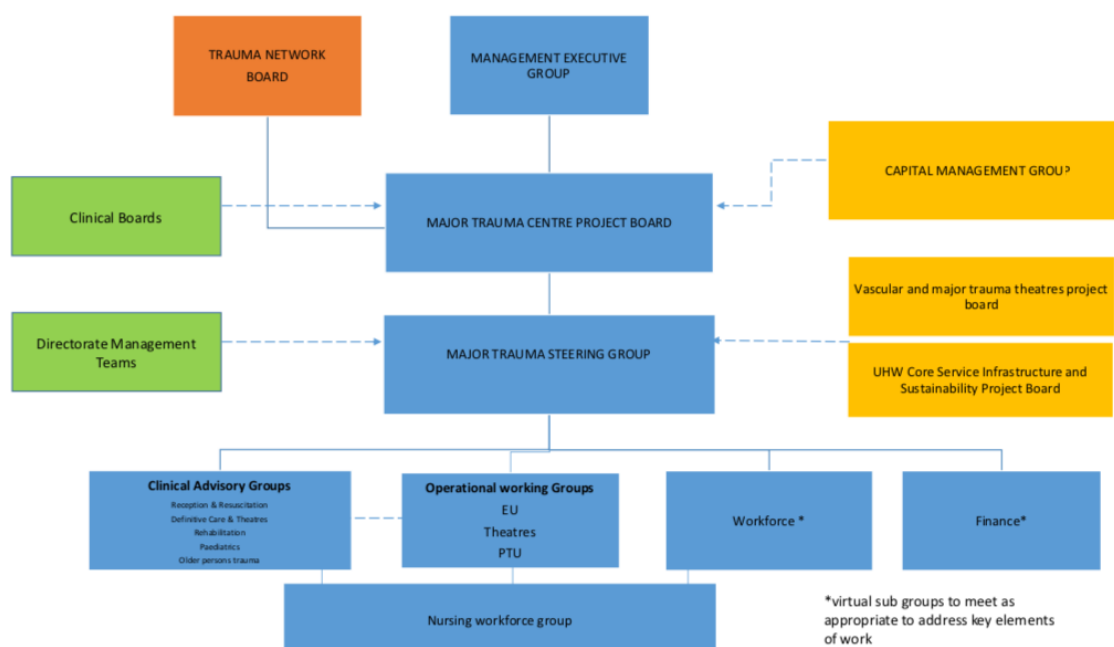 TRAUMA NETWORK
BOARD
MANAGEMENT EXECUTIVE
GROUP
CAPITAL MANAGEMENT GROUP
Clinical Boards
MAJOR TRAUMA CENTRE PROJECT BOARD
Vascular and major trauma theatres project
board
Directorate Management
Teams
MAJOR TRAUMA STEERING GROUP
UHW Core Service Infrastructure and
Sustainability Project Board
Clinical Advisory Groups
Reception & Resuscitation
Definitive Care & Theatres
Rehabilitation
Paediatrics
Older persons trauma
Operational working Groups
EU
Theatres
PTU
Workforce *
Finance*
Nursing workforce group
*virtual sub groups to meet as
appropriate to address key elements
of work